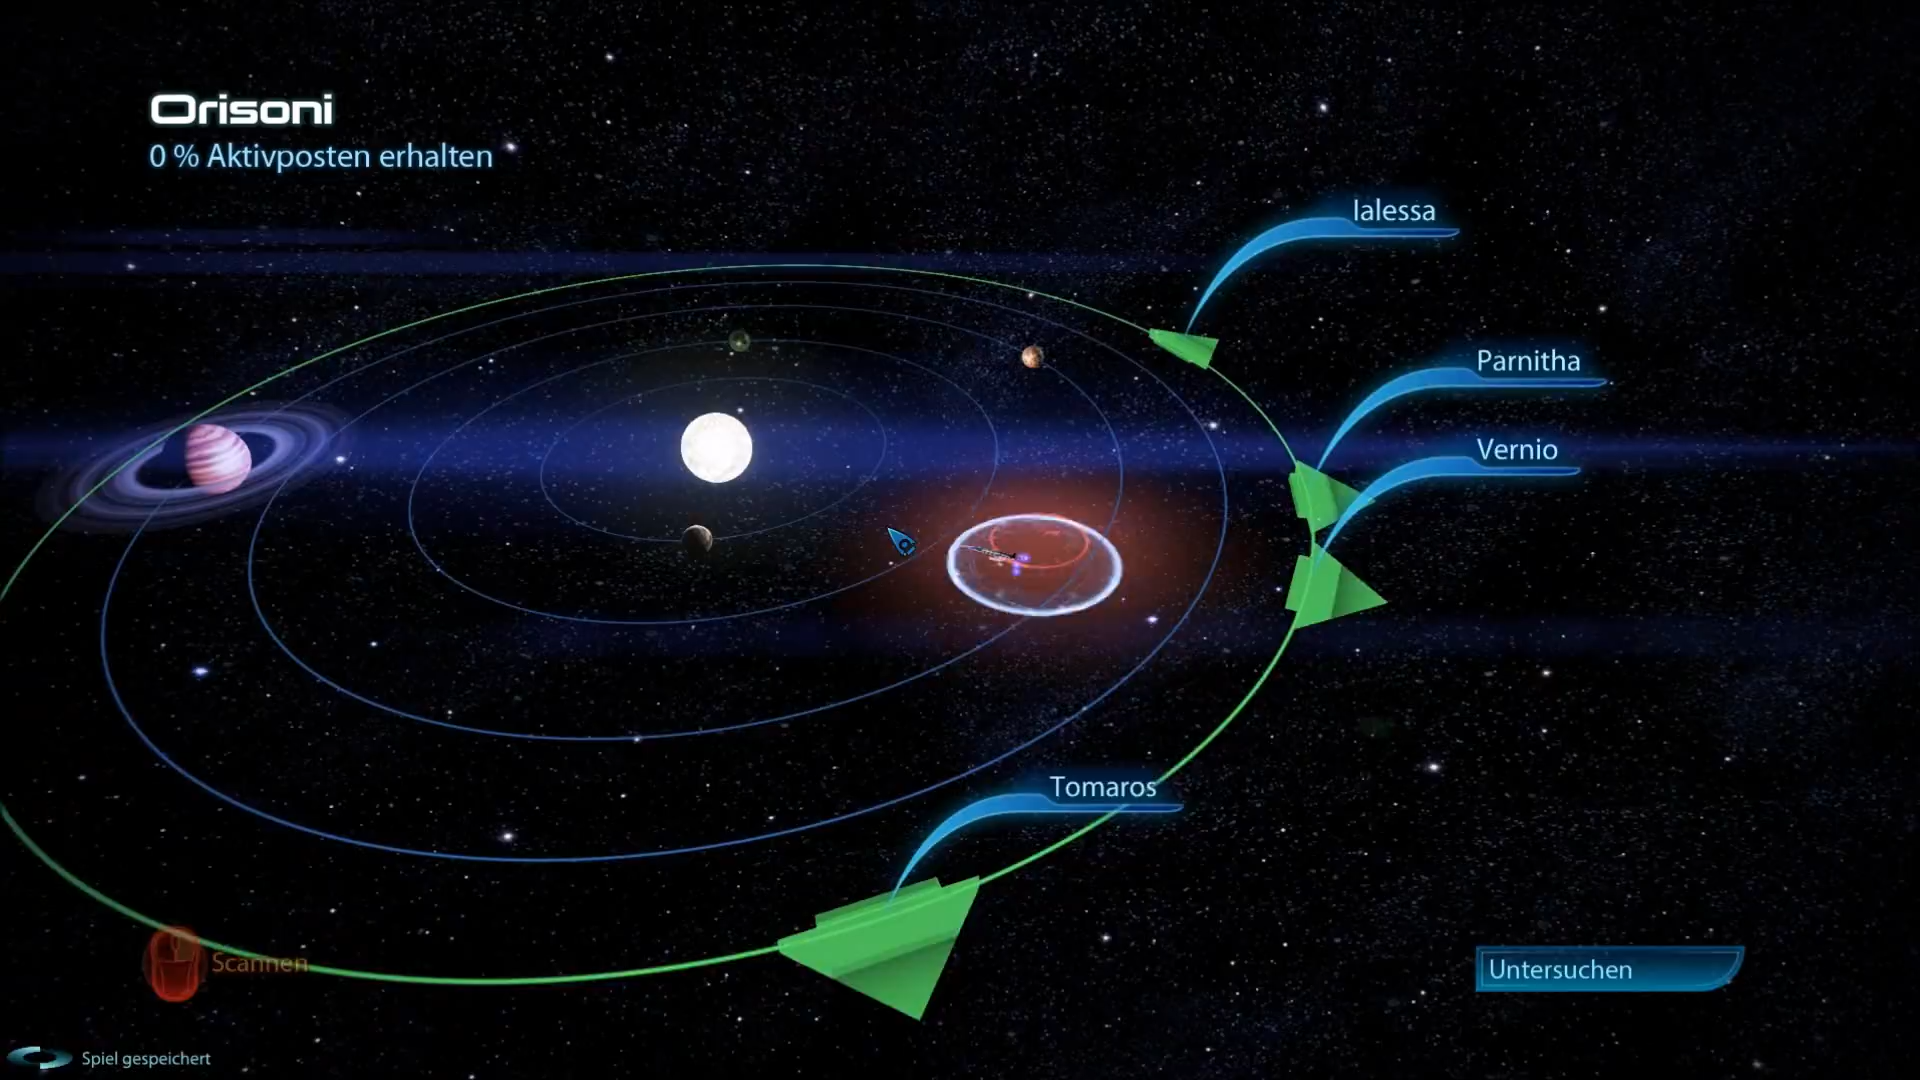 Orisoni
0 % Aktivposten erhalten
Ialessa
Parnitha
Vernio
Tomaros
Scannen
Untersuchen
Spiel gespeichert